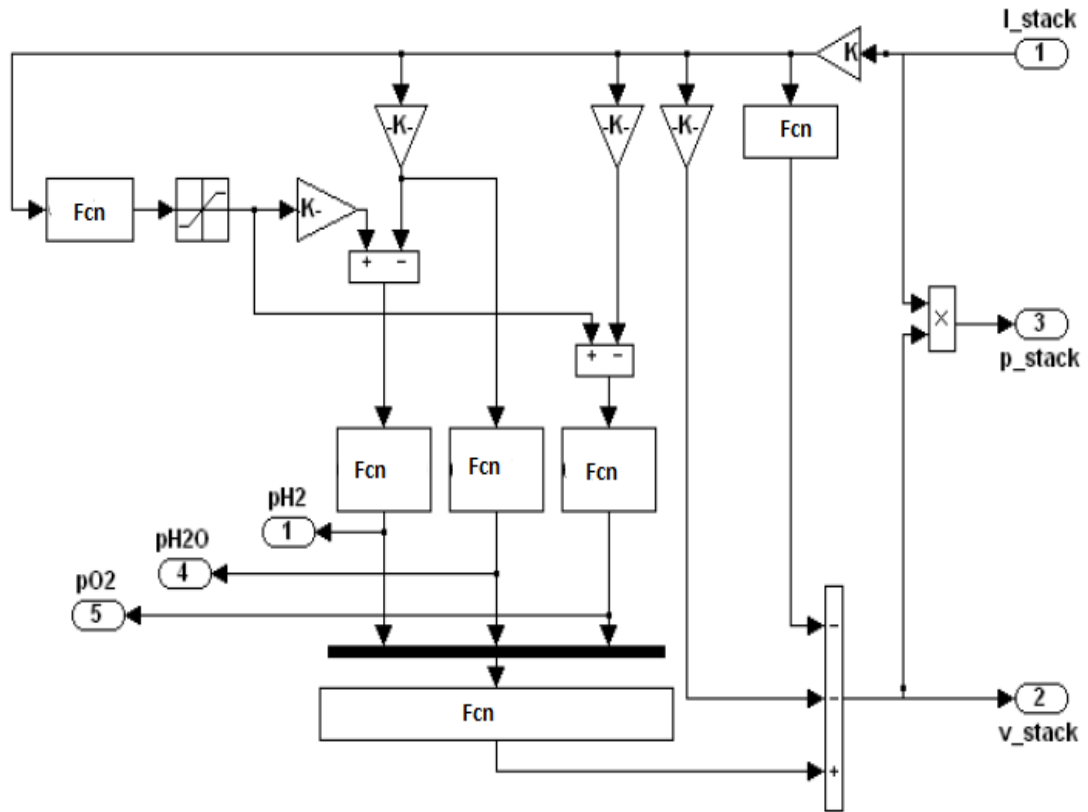 I_stack
1
K
-K-
-K-
-K-
Fcn
Fcn
K-
+ −
+ −
×
3
p_stack
Fcn
Fcn
Fcn
pH2
1
pH2O
4
pO2
5
−
−
+
2
v_stack
Fcn